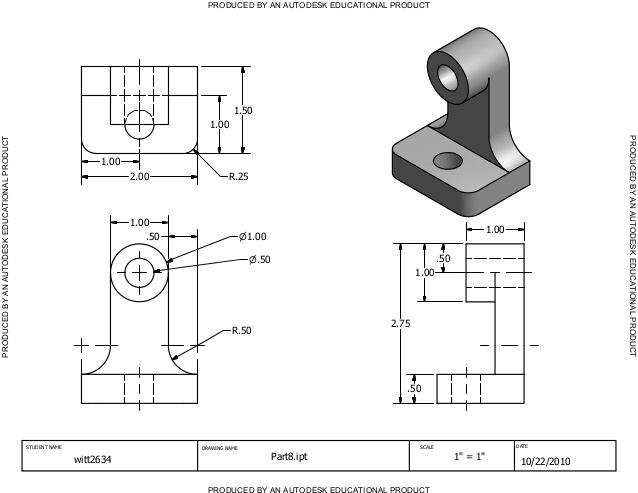 PRODUCED BY AN AUTODESK EDUCATIONAL PRODUCT
PRODUCED BY AN AUTODESK EDUCATIONAL PRODUCT
PRODUCED BY AN AUTODESK EDUCATIONAL PRODUCT
1.50
1.00
1.00
R.25
2.00
1.00
.50
Ø1.00
Ø.50
R.50
1.00
.50
1.00
2.75
.50
STUDENT NAME
witt2634
DRAWING NAME
Part8.ipt
SCALE
1" = 1"
DATE
10/22/2010
PRODUCED BY AN AUTODESK EDUCATIONAL PRODUCT